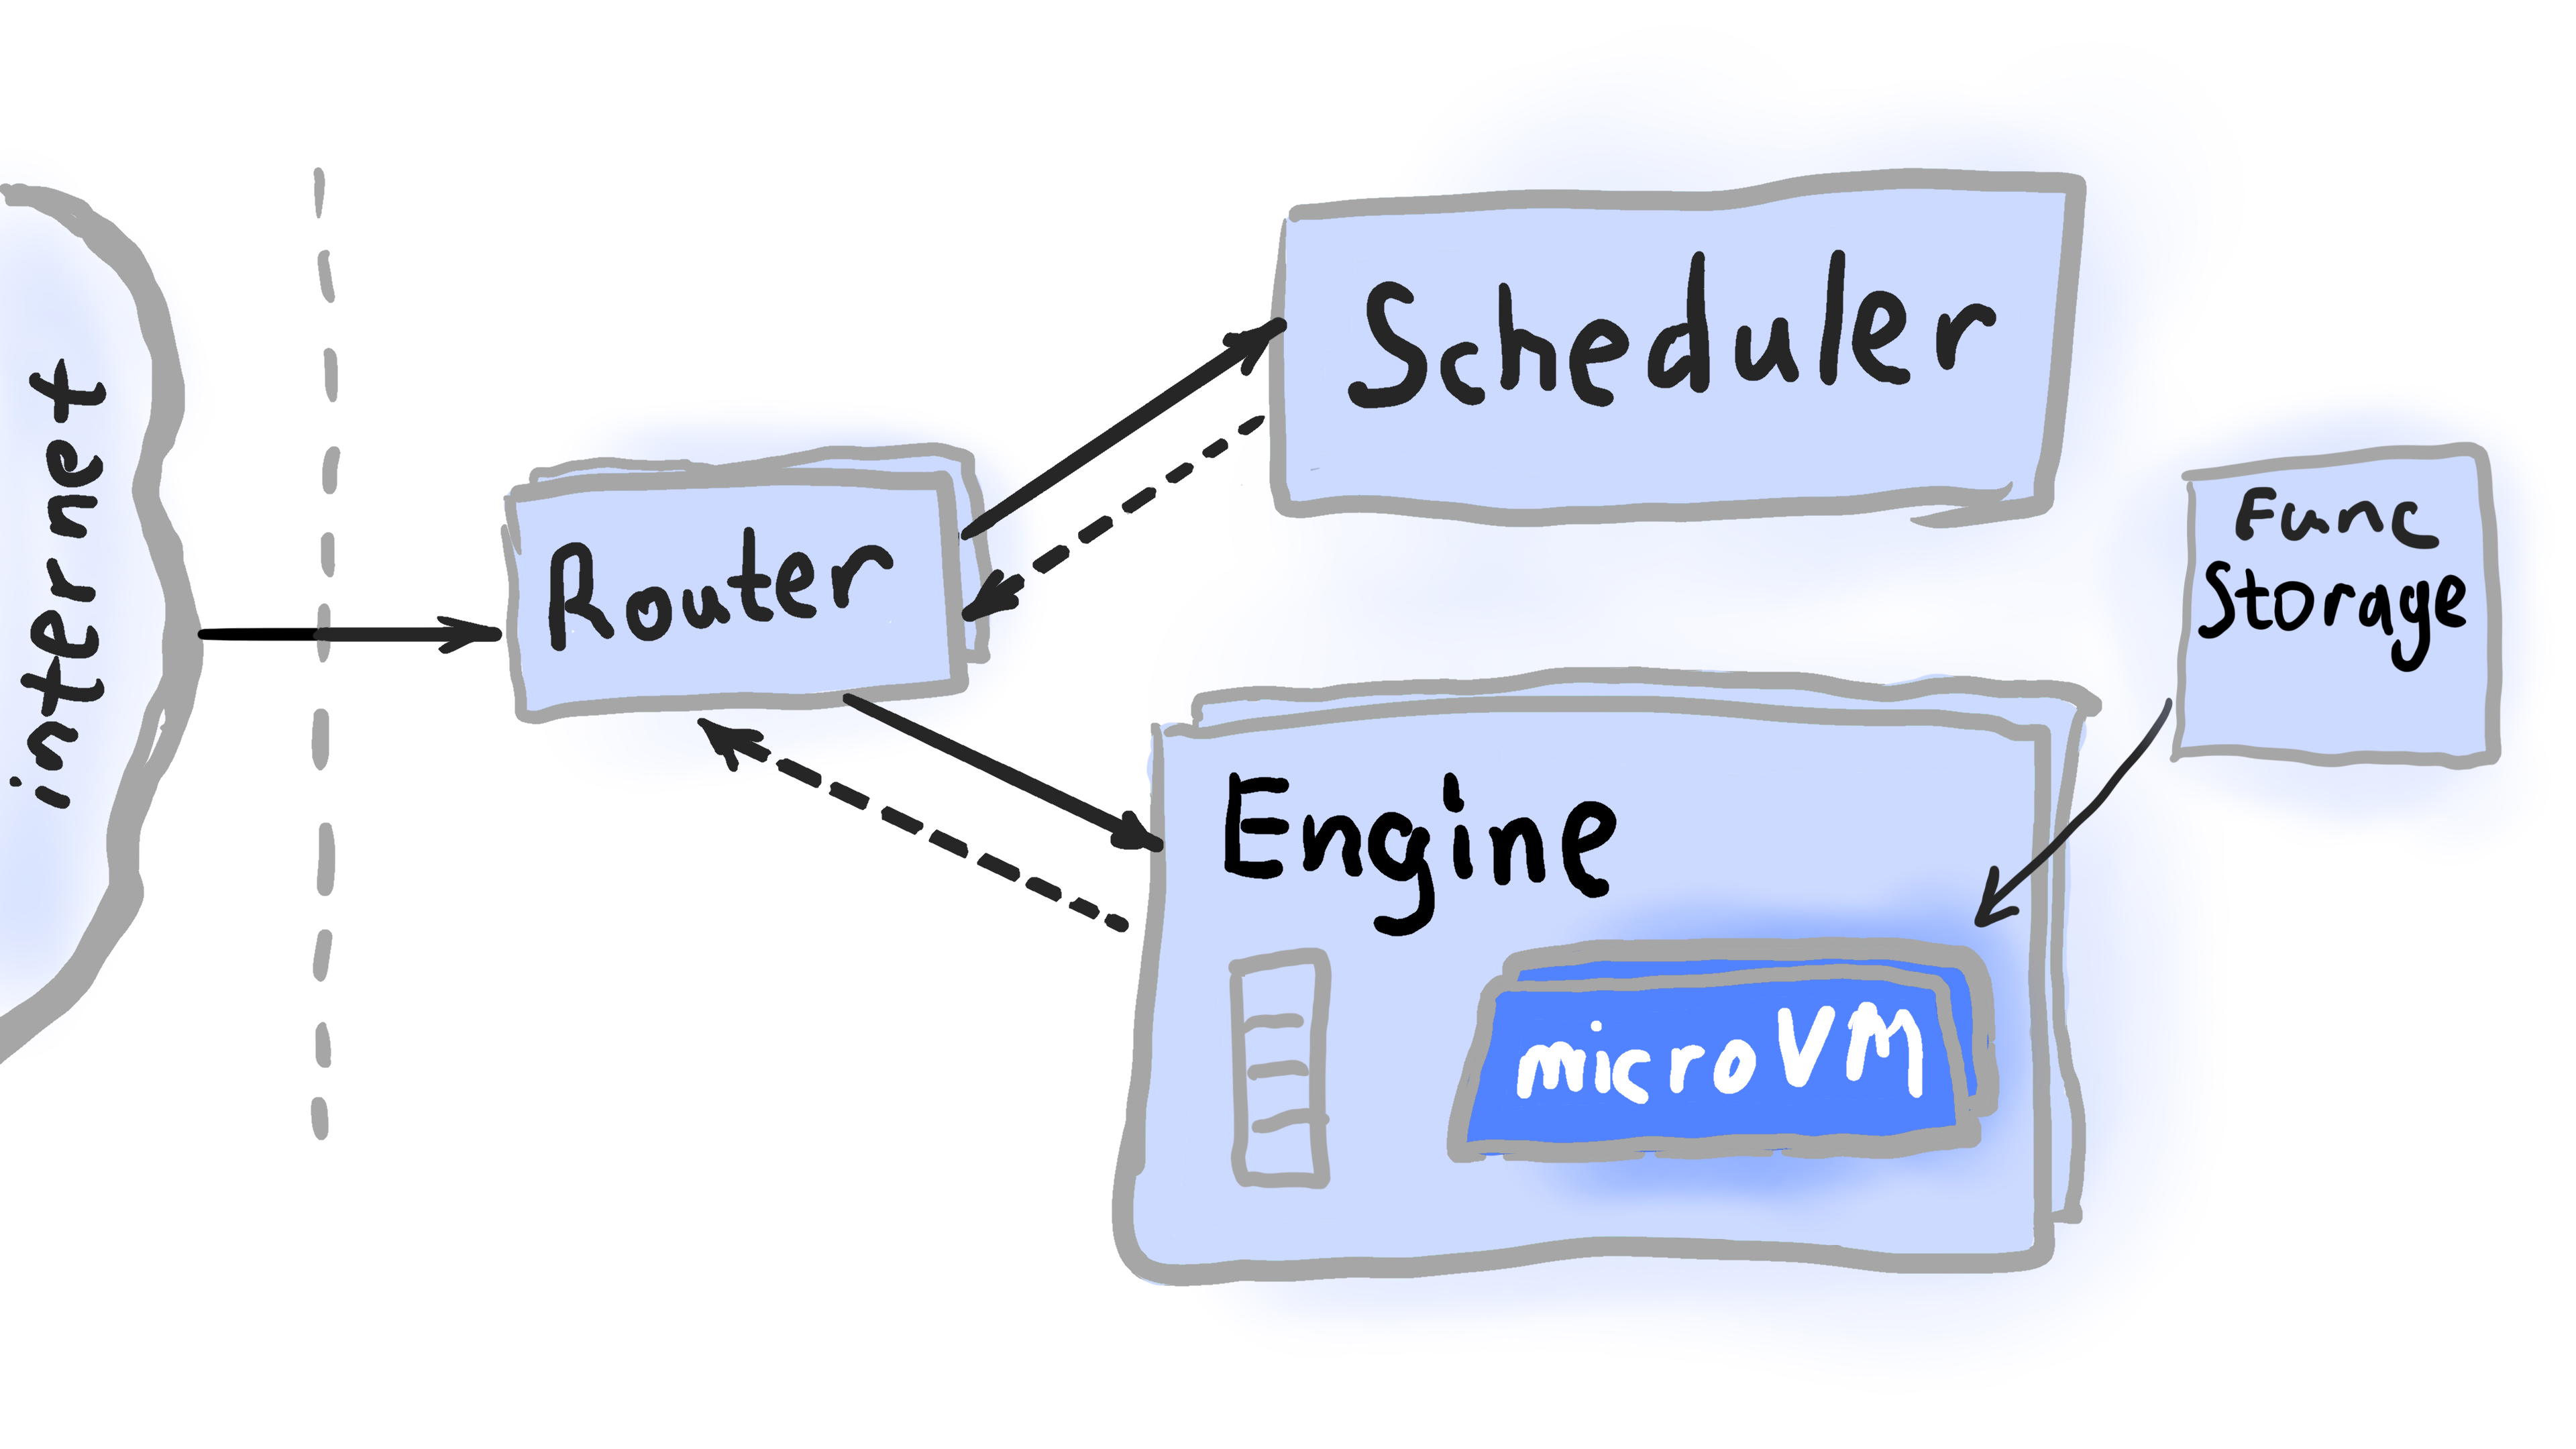 internet
Router
Scheduler
Func
Storage
Engine
microVM